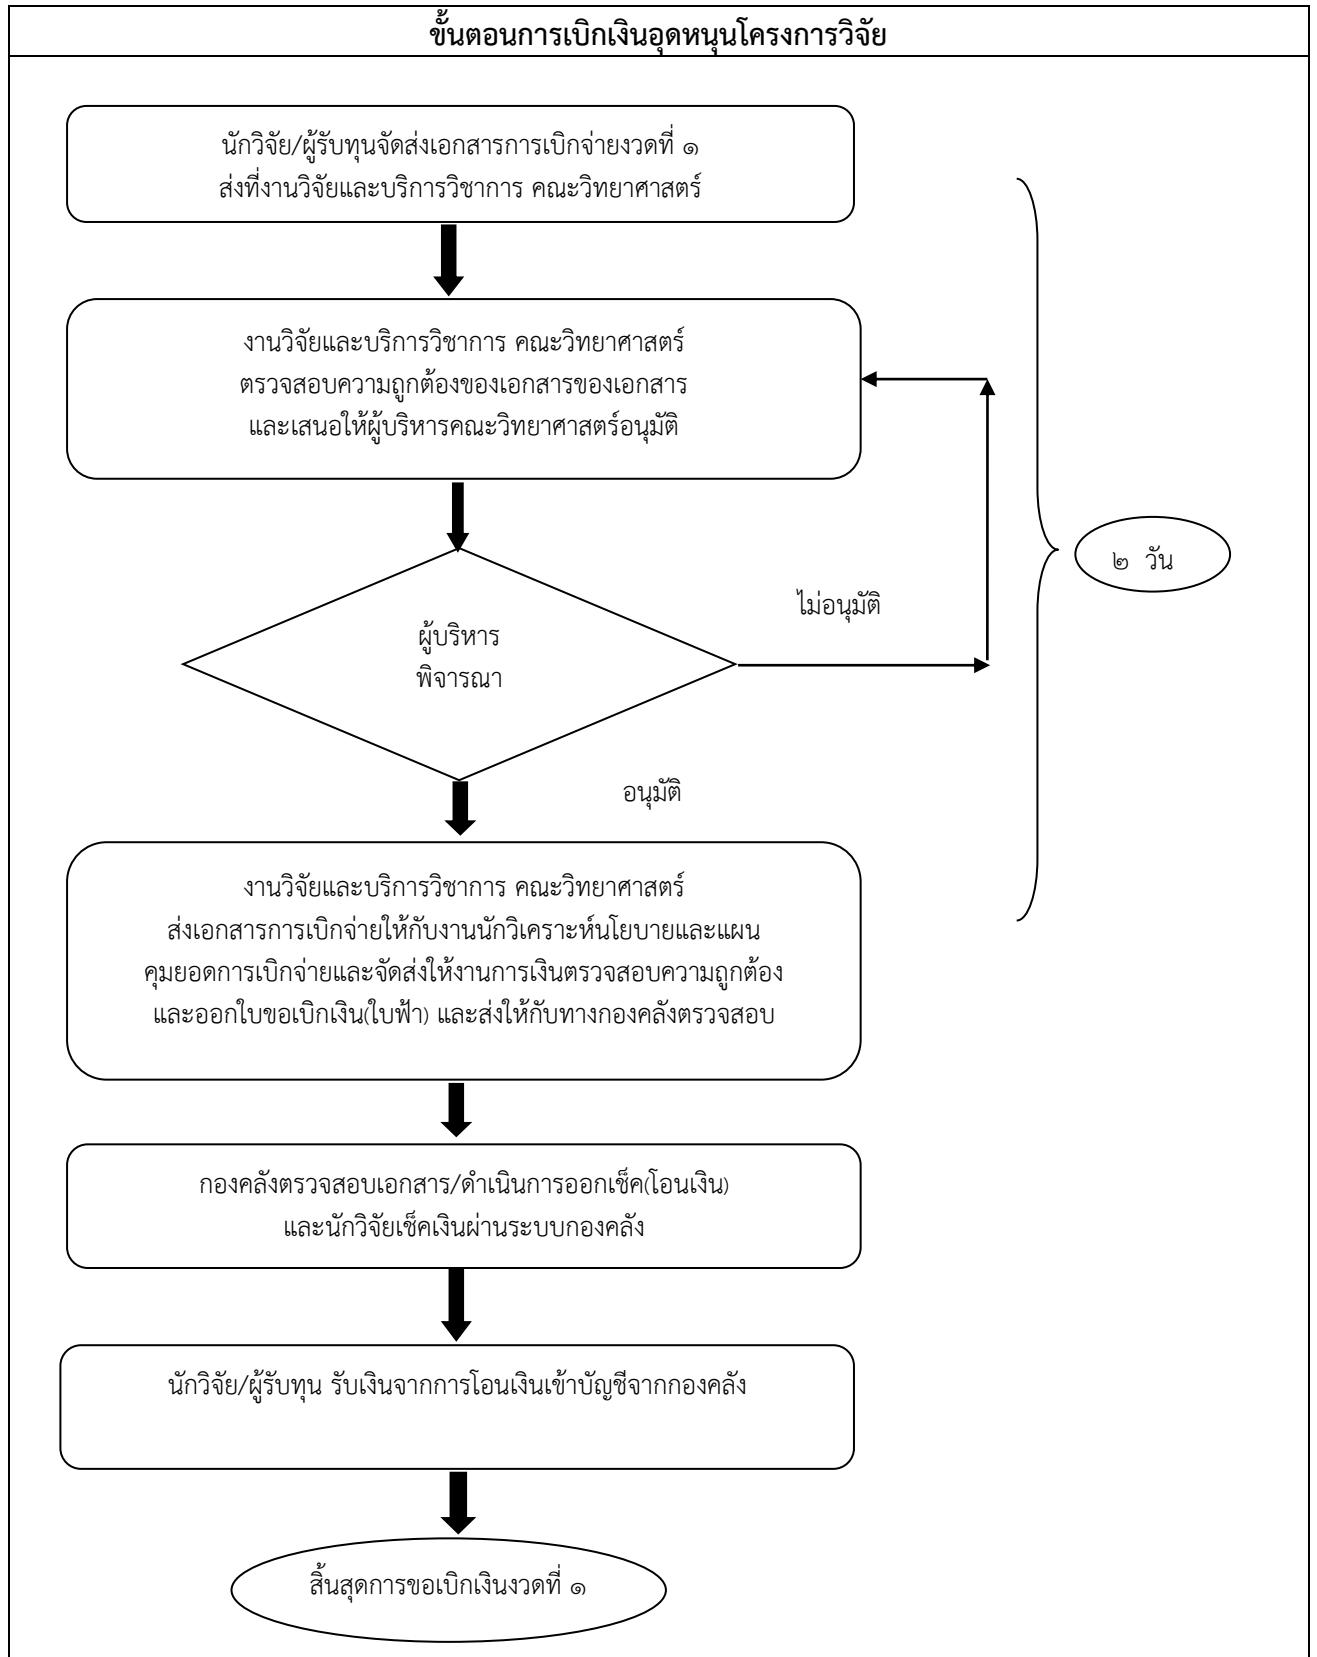 ขั้นตอนการเบิกเงินอุดหนุนโครงการวิจัย
นักวิจัย/ผู้รับทุนจัดส่งเอกสารการเบิกจ่ายงวดที่ ๑
ส่งที่งานวิจัยและบริการวิชาการ คณะวิทยาศาสตร์
งานวิจัยและบริการวิชาการ คณะวิทยาศาสตร์
ตรวจสอบความถูกต้องของเอกสารของเอกสาร
และเสนอให้ผู้บริหารคณะวิทยาศาสตร์อนุมัติ
๒ วัน
ไม่อนุมัติ
ผู้บริหาร
พิจารณา
อนุมัติ
งานวิจัยและบริการวิชาการ คณะวิทยาศาสตร์
ส่งเอกสารการเบิกจ่ายให้กับงานนักวิเคราะห์นโยบายและแผน
คุมยอดการเบิกจ่ายและจัดส่งให้งานการเงินตรวจสอบความถูกต้อง
และออกใบขอเบิกเงิน(ใบฟ้า) และส่งให้กับทางกองคลังตรวจสอบ
กองคลังตรวจสอบเอกสาร/ดำเนินการออกเช็ค(โอนเงิน)
และนักวิจัยเช็คเงินผ่านระบบกองคลัง
นักวิจัย/ผู้รับทุน รับเงินจากการโอนเงินเข้าบัญชีจากกองคลัง
สิ้นสุดการขอเบิกเงินงวดที่ ๑